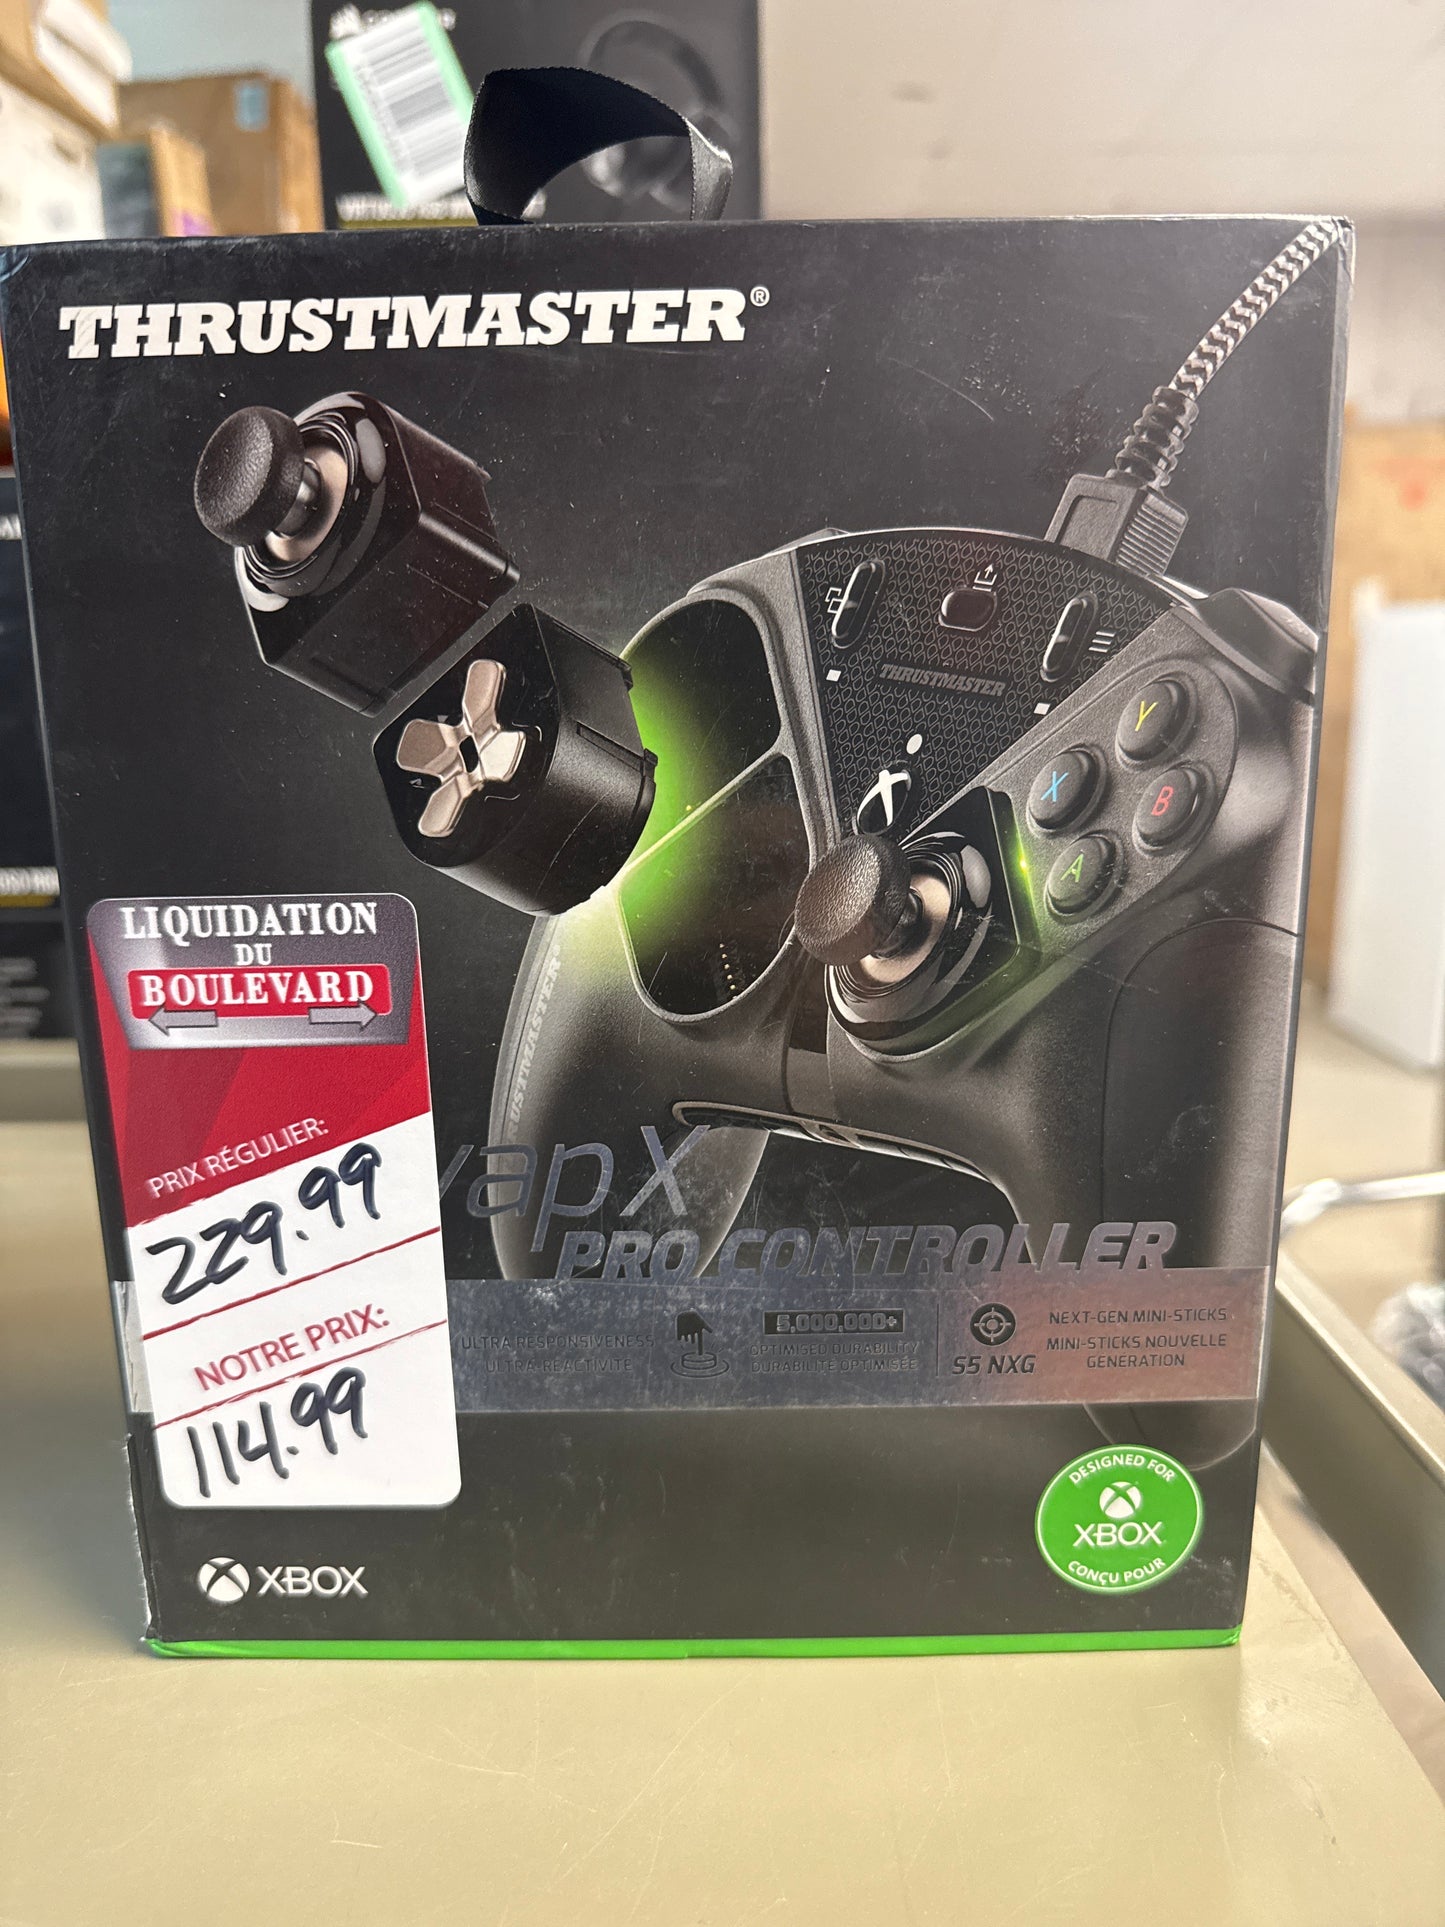 THRUSTMASTER®
THRUSTMASTER
Y
X
B
A
LIQUIDATION
DU
BOULEVARD
PRIX RÉGULIER:
229.99
NOTRE PRIX:
114.99
PRO CONTROLLER
ULTRA RESPONSIVENESS
ULTRA-RÉACTIVITÉ
5,000,000+
OPTIMISED DURABILITY
DURABILITÉ OPTIMISÉE
S5 NXG
NEXT-GEN MINI-STICKS
MINI-STICKS NOUVELLE
GÉNÉRATION
XBOX
DESIGNED FOR
XBOX
CONÇU POUR